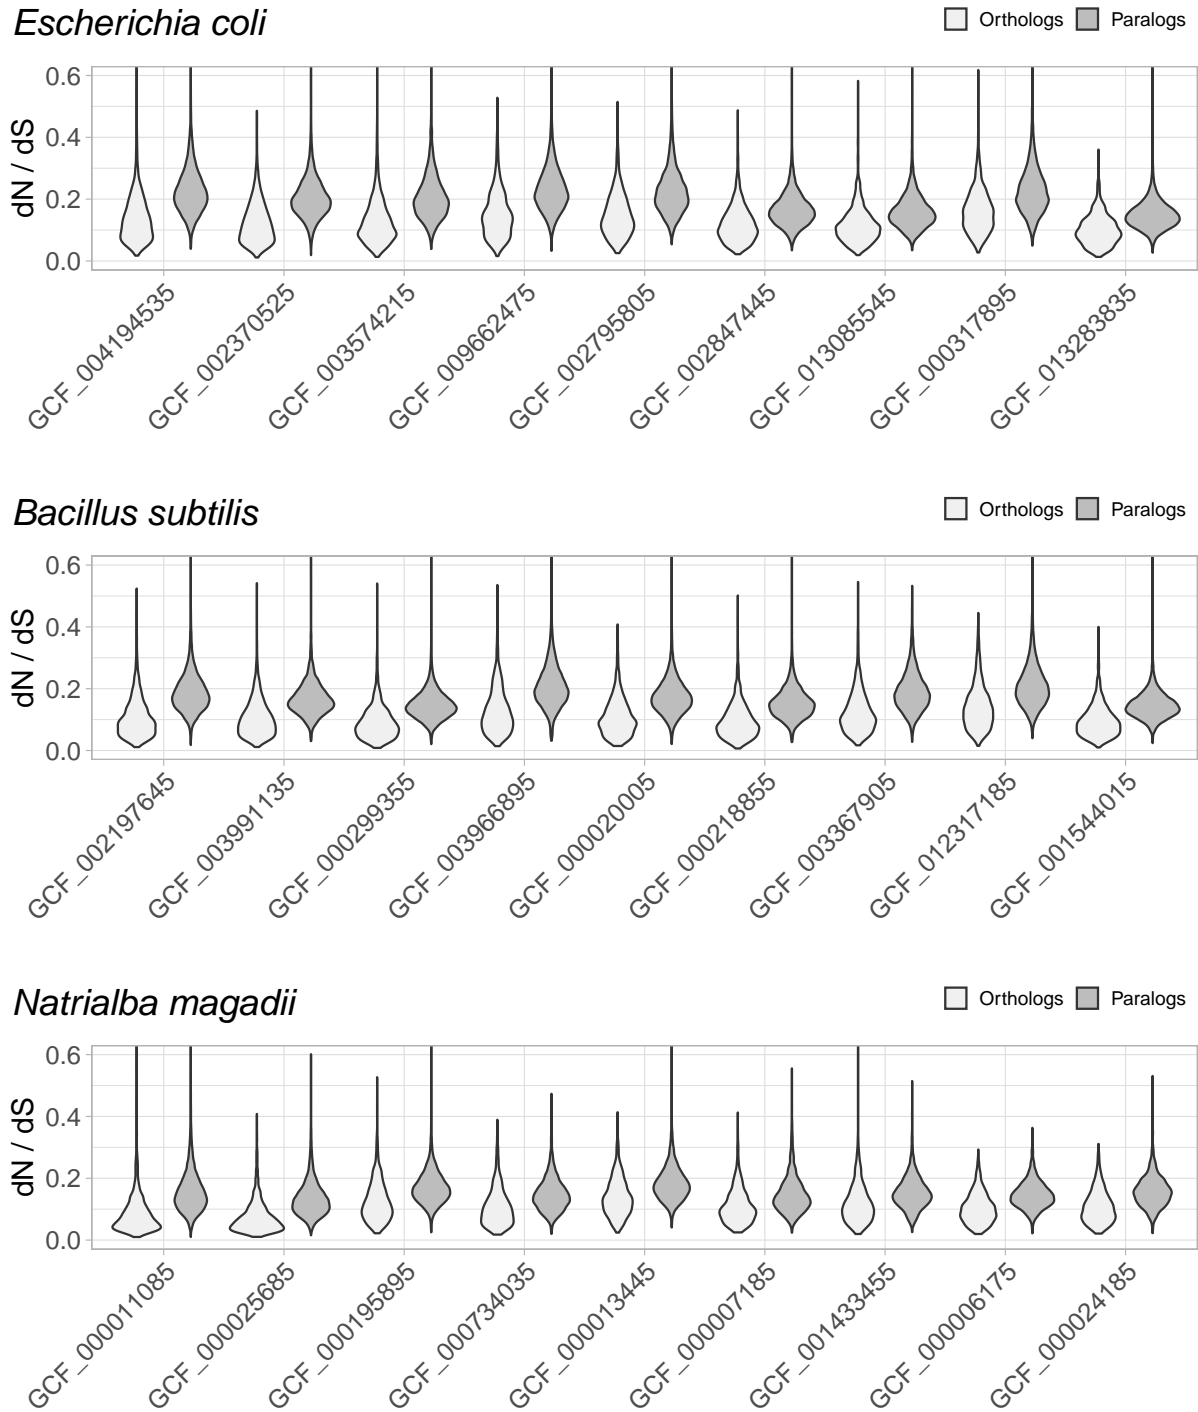 Escherichia coli
Orthologs Paralogs
dN / dS
0.6
0.4
0.2
0.0
GCF_004194535
GCF_002370525
GCF_003574215
GCF_009662475
GCF_002795805
GCF_002847445
GCF_013085545
GCF_000317895
GCF_013283835
Bacillus subtilis
Orthologs Paralogs
dN / dS
0.6
0.4
0.2
0.0
GCF_002197645
GCF_003991135
GCF_000299355
GCF_003966895
GCF_000020005
GCF_000218855
GCF_003367905
GCF_012317185
GCF_001544015
Natrialba magadii
Orthologs Paralogs
dN / dS
0.6
0.4
0.2
0.0
GCF_000011085
GCF_000025685
GCF_000195895
GCF_000734035
GCF_000013445
GCF_000007185
GCF_001433455
GCF_000006175
GCF_000024185